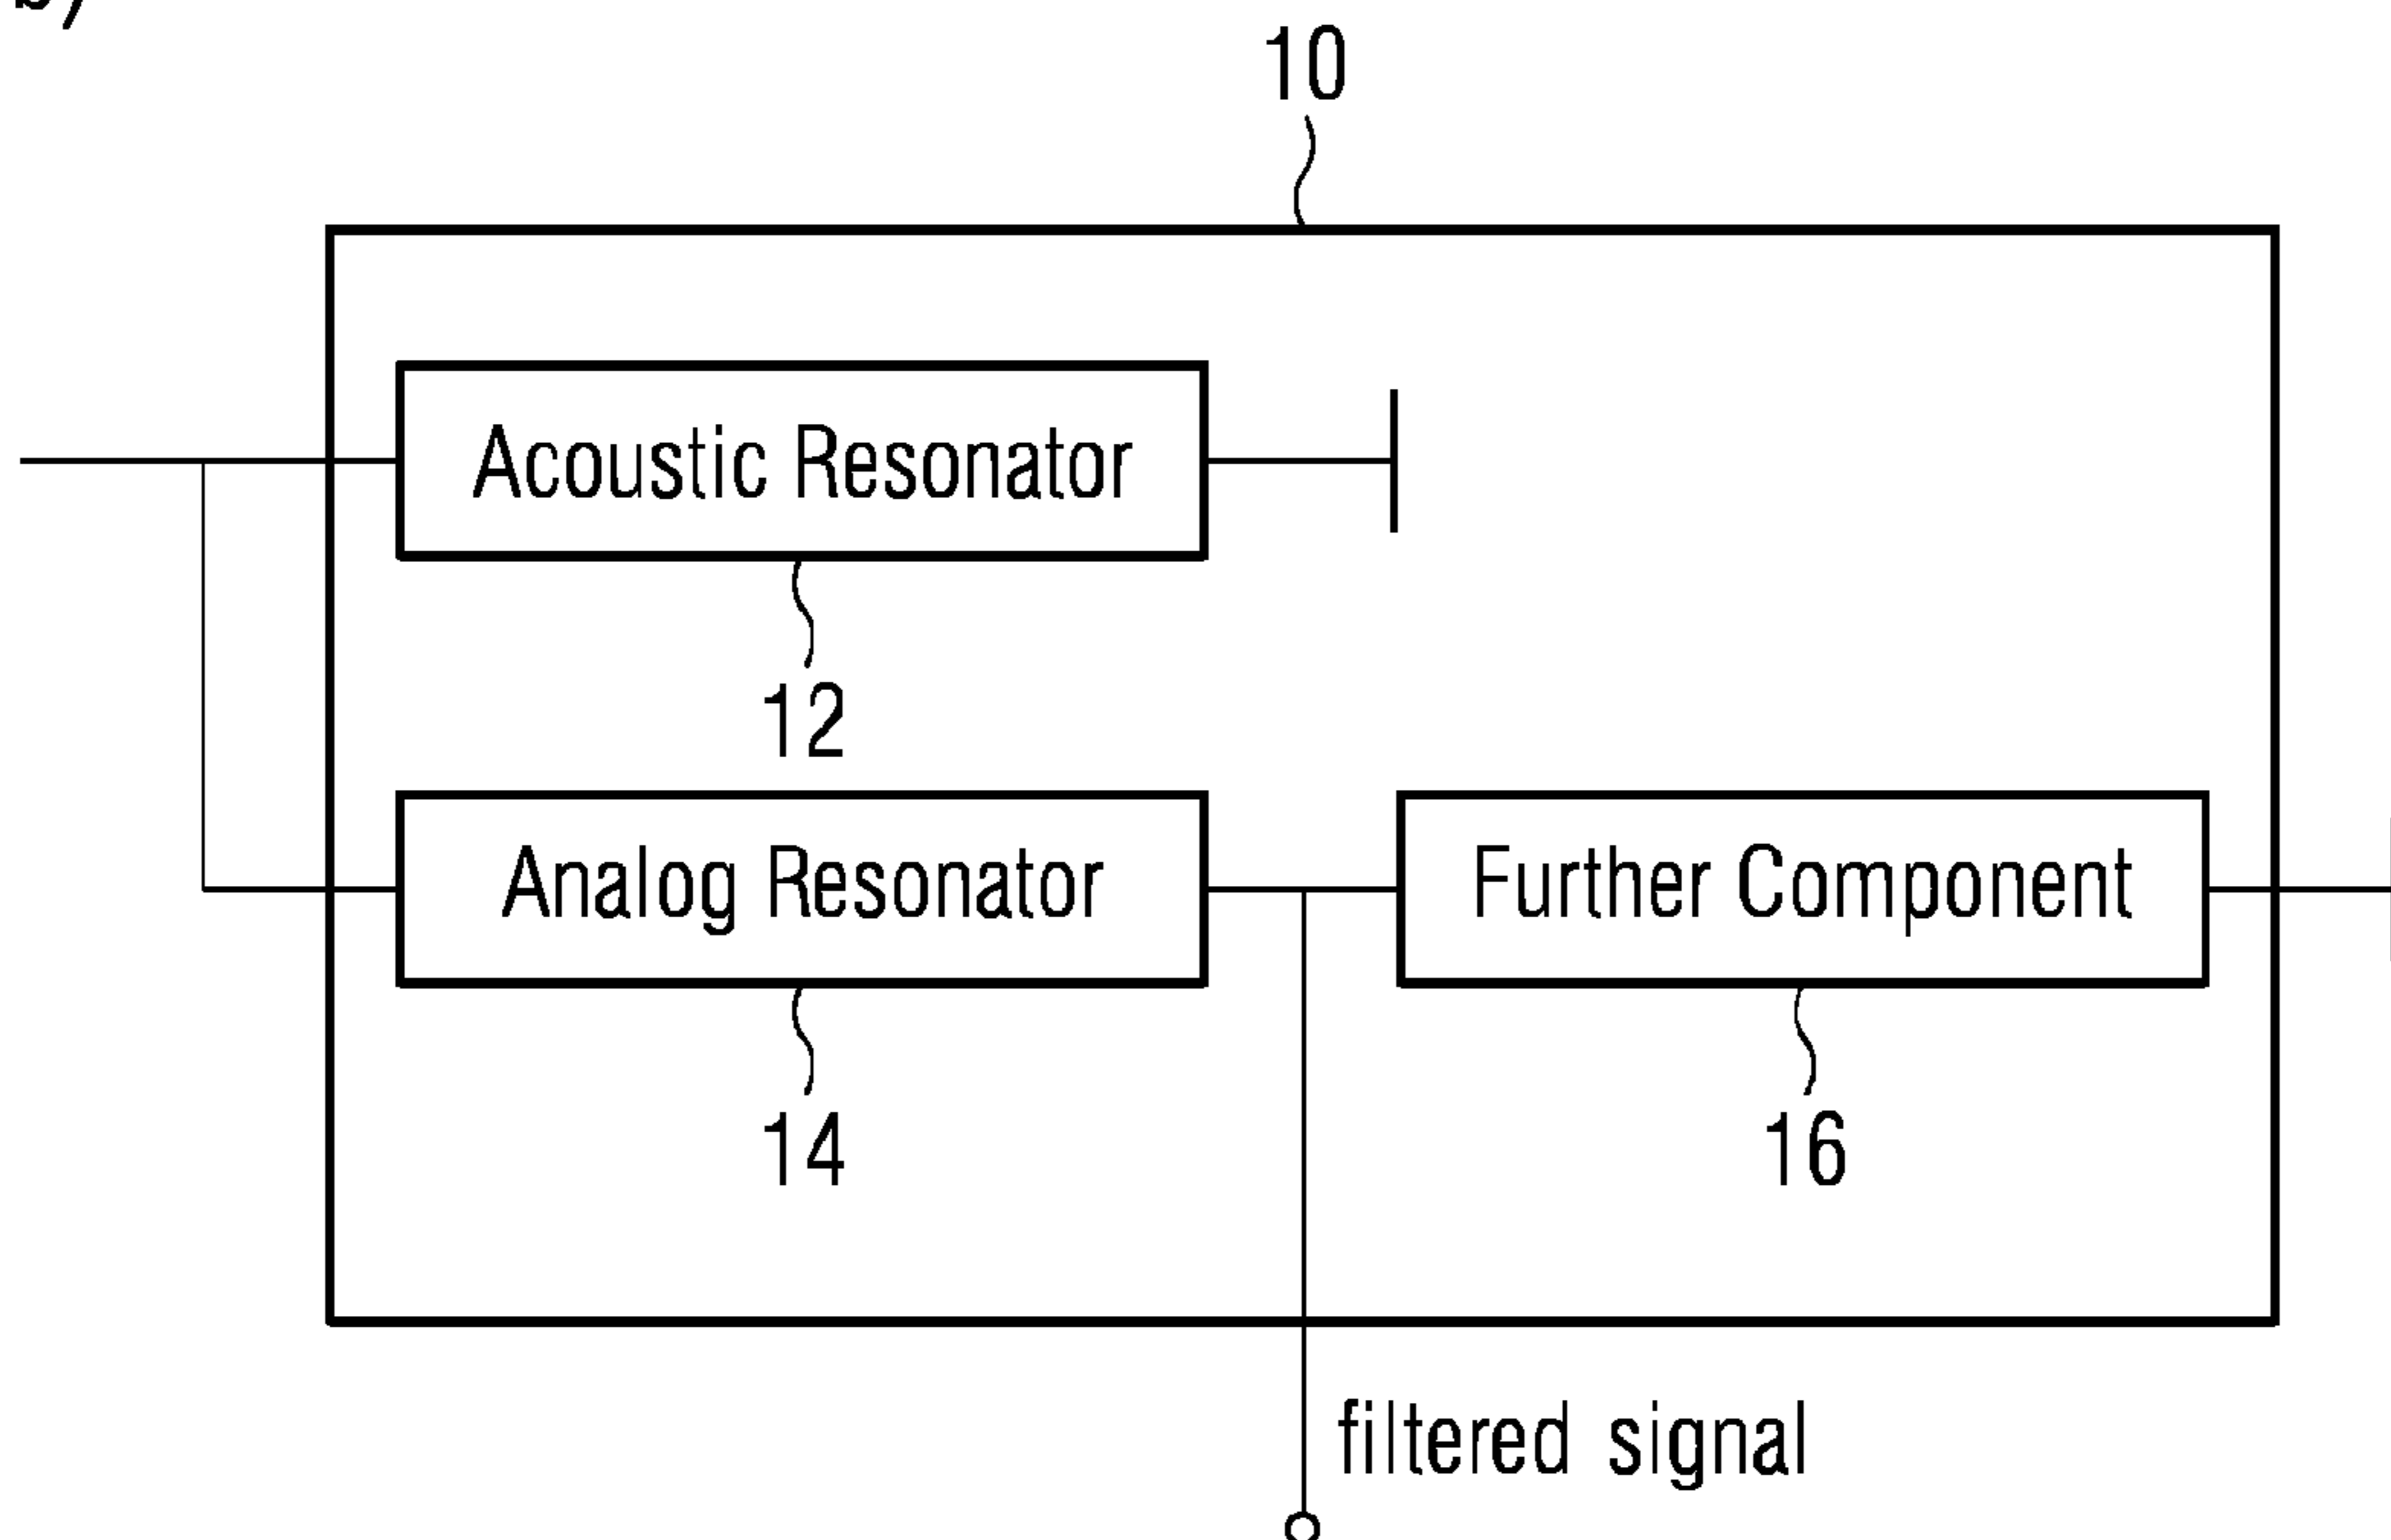 b)
10
Acoustic Resonator
12
Analog Resonator
Further Component
14
16
filtered signal